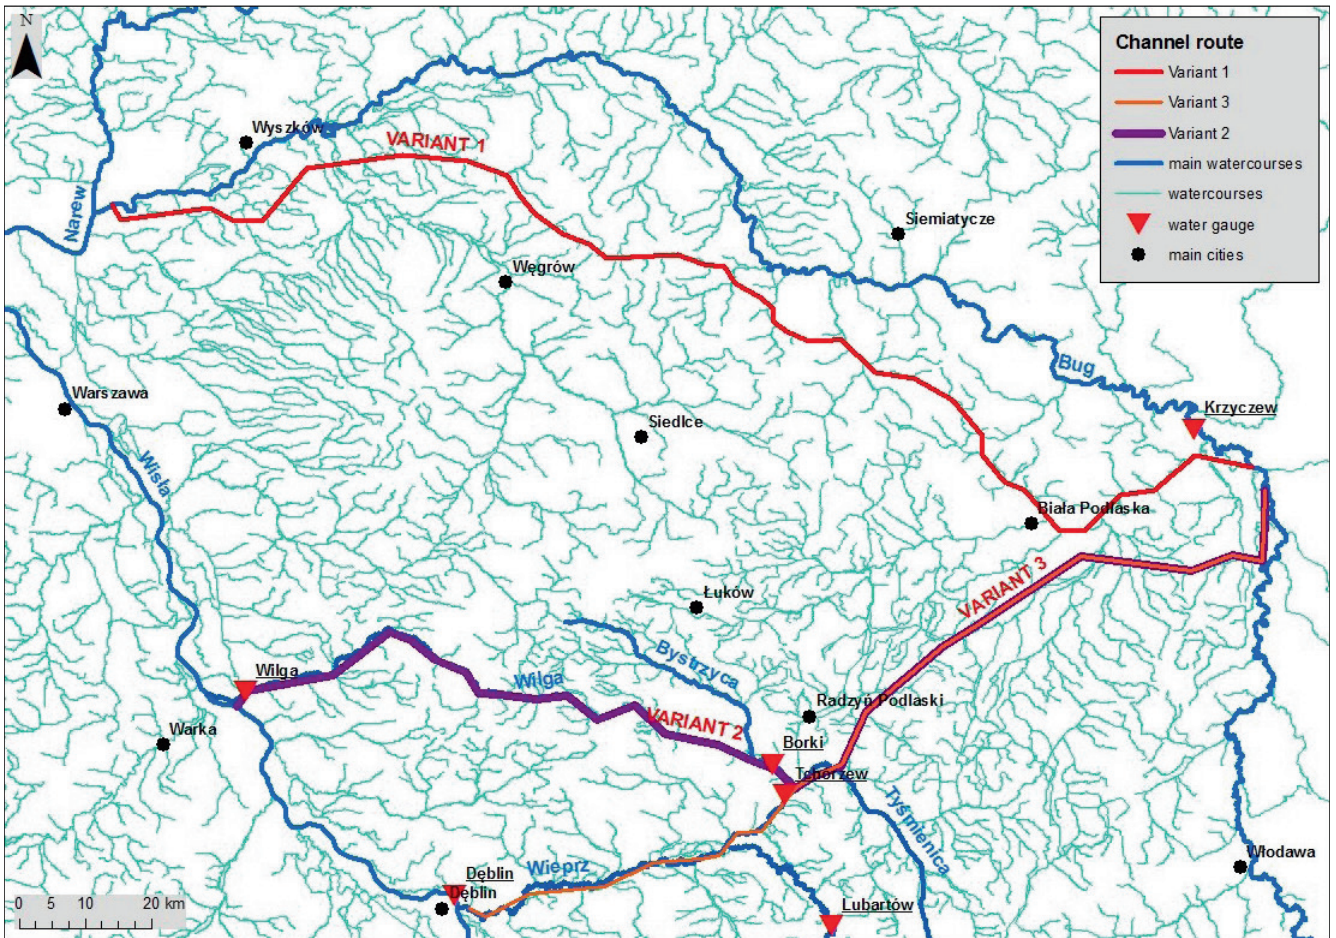 N
Channel route
Variant 1
Variant 3
Variant 2
main watercourses
watercourses
water gauge
main cities
Wyszków
VARIANT 1
Narew
Siemiatycze
Węgrów
Bug
Warszawa
Krzyczew
Siedlce
Wisła
Biała Podlaska
VARIANT 3
Łuków
Bystrzyca
Wilga
Wilga
Radzyń Podlaski
VARIANT 2
Warka
Borki
Tchórzew
Tyśmienica
Włodawa
Wieprz
Dęblin
Dęblin
Lubartów
0 5 10 20 km